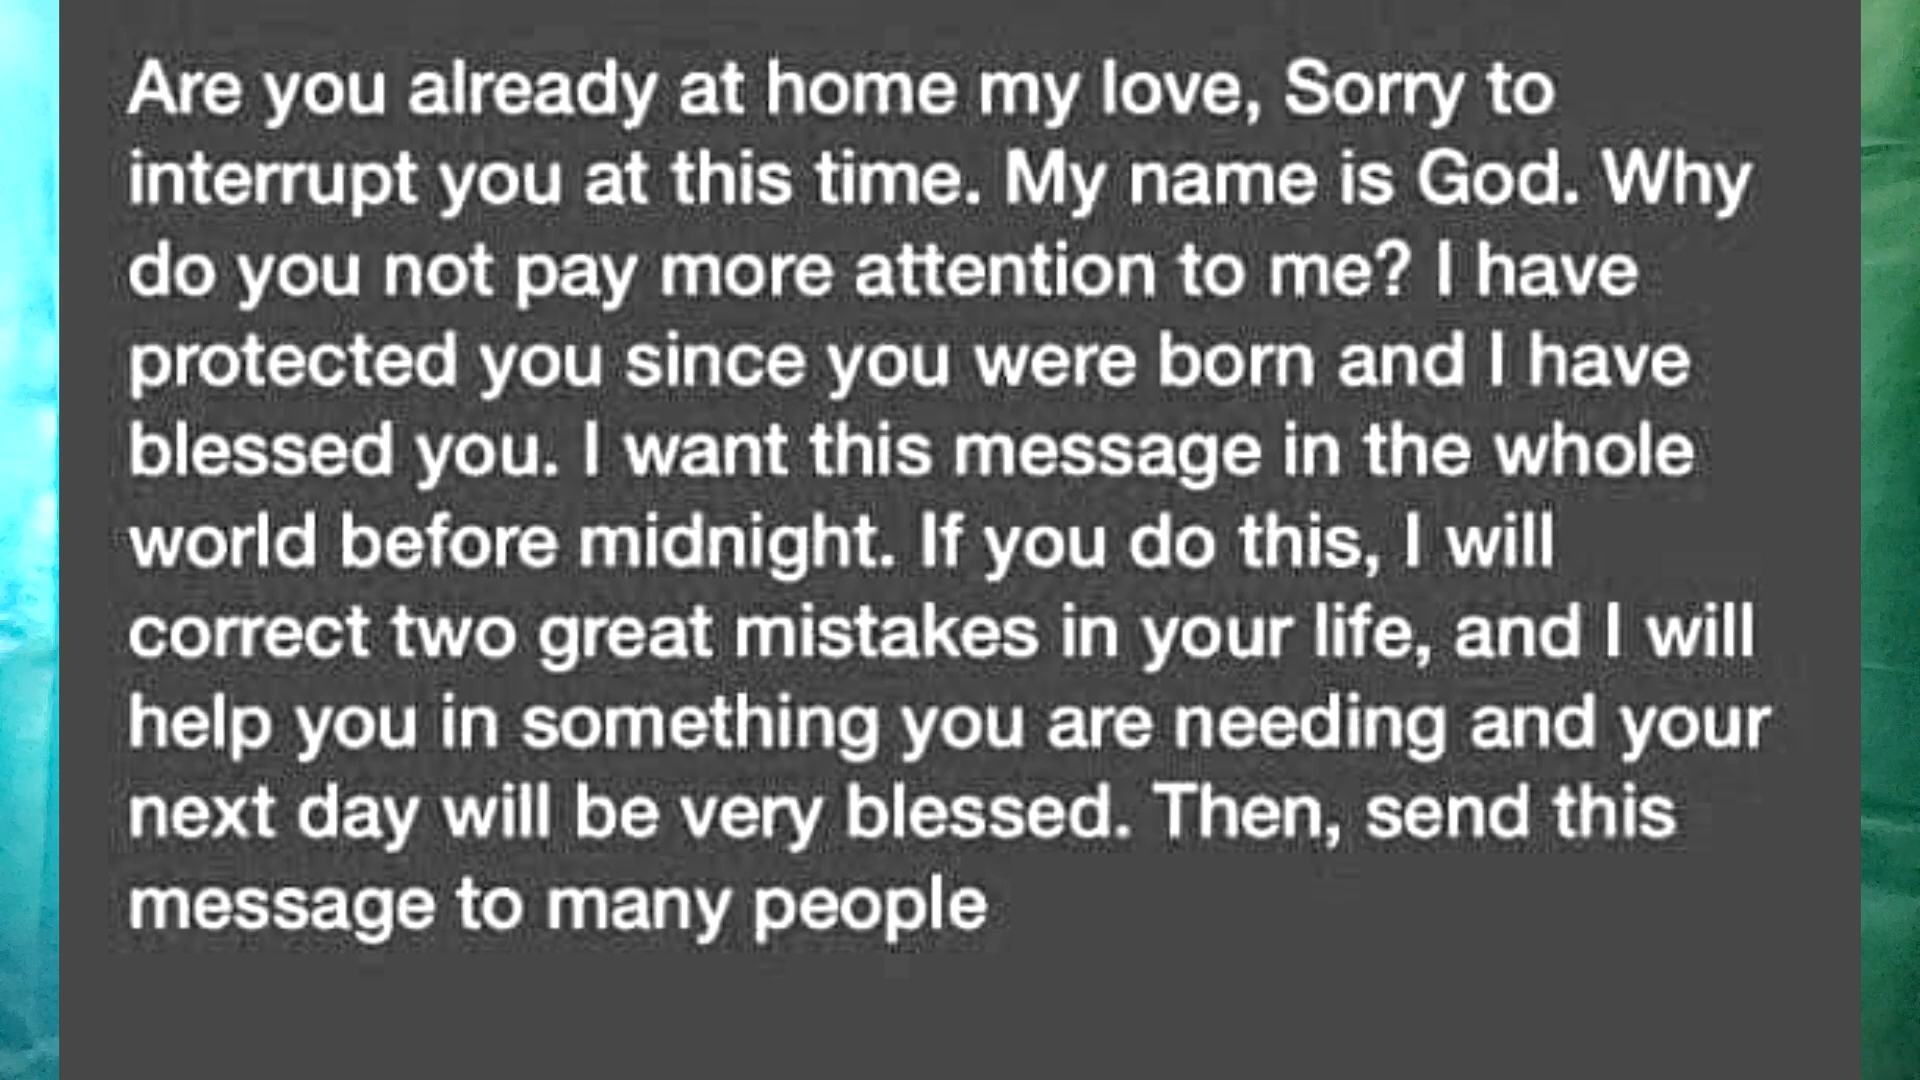 Are you already at home my love, Sorry to
interrupt you at this time. My name is God. Why
do you not pay more attention to me? I have
protected you since you were born and I have
blessed you. I want this message in the whole
world before midnight. If you do this, I will
correct two great mistakes in your life, and I will
help you in something you are needing and your
next day will be very blessed. Then, send this
message to many people